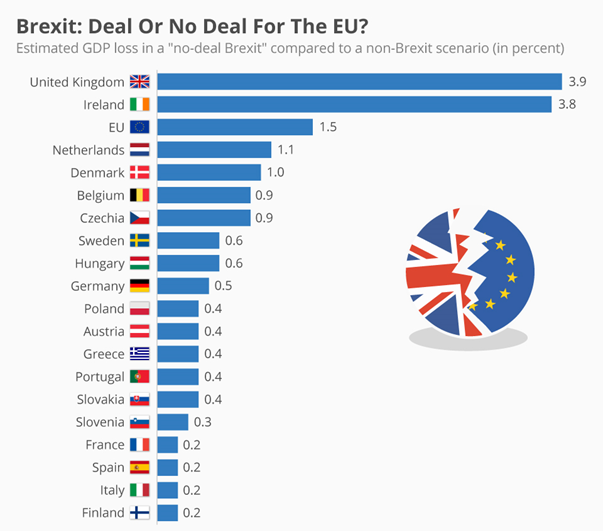 Brexit: Deal Or No Deal For The EU?
Estimated GDP loss in a "no-deal Brexit" compared to a non-Brexit scenario (in percent)
United Kingdom 3.9
Ireland 3.8
EU 1.5
Netherlands 1.1
Denmark 1.0
Belgium 0.9
Czechia 0.9
Sweden 0.6
Hungary 0.6
Germany 0.5
Poland 0.4
Austria 0.4
Greece 0.4
Portugal 0.4
Slovakia 0.4
Slovenia 0.3
France 0.2
Spain 0.2
Italy 0.2
Finland 0.2